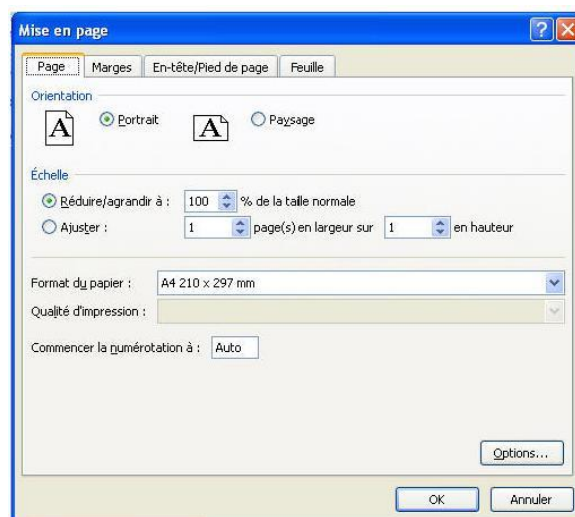 Mise en page
Page Marges En-tête/Pied de page Feuille
Orientation
A Portrait A Paysage
Échelle
Réduire/agrandir à : 100 % de la taille normale
Ajuster : 1 page(s) en largeur sur 1 en hauteur
Format du papier : A4 210 x 297 mm
Qualité d'impression :
Commencer la numérotation à : Auto
Options...
OK Annuler